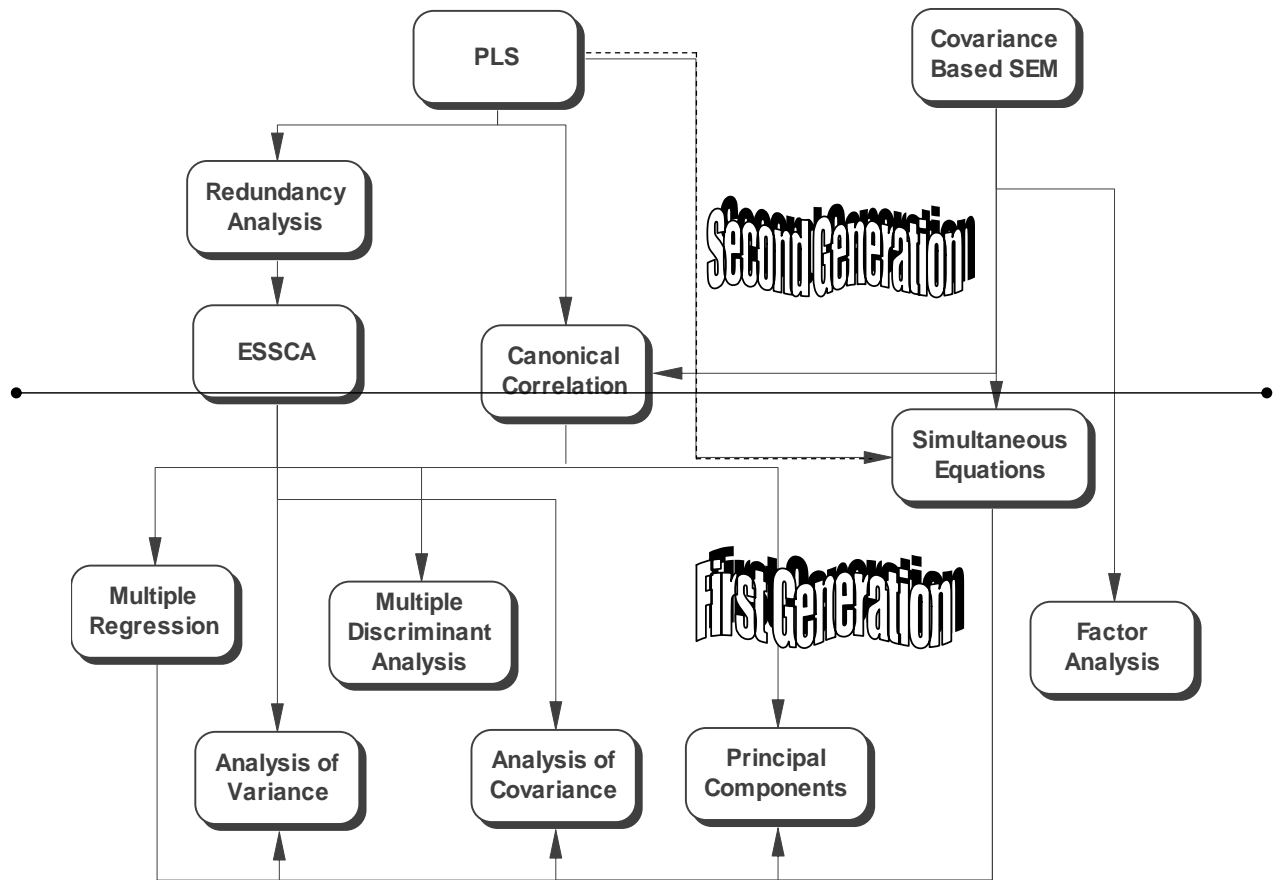 PLS
Covariance
Based SEM
Redundancy
Analysis
Second Generation
ESSCA
Canonical
Correlation
Simultaneous
Equations
First Generation
Multiple
Regression
Multiple
Discriminant
Analysis
Factor
Analysis
Analysis of
Variance
Analysis of
Covariance
Principal
Components